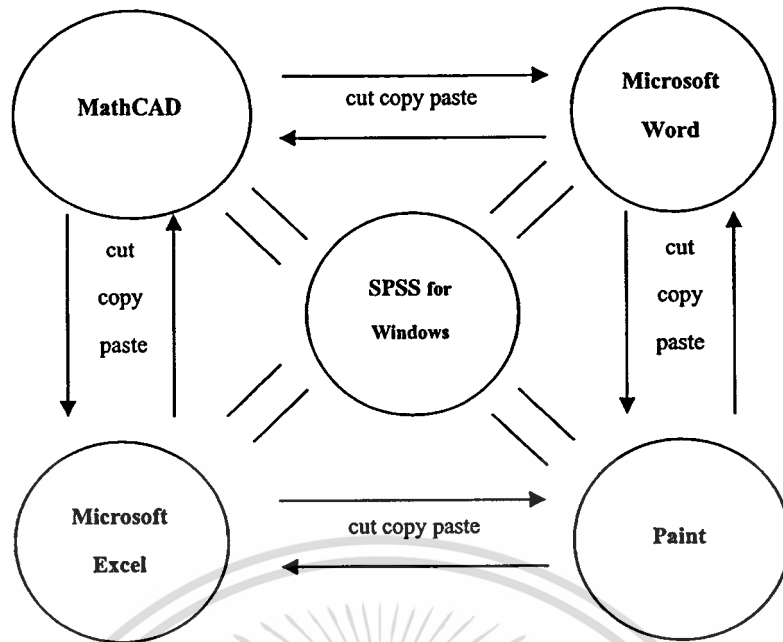 MathCAD
cut copy paste
Microsoft
Word
cut
copy
paste
SPSS for
Windows
cut
copy
paste
Microsoft
Excel
cut copy paste
Paint